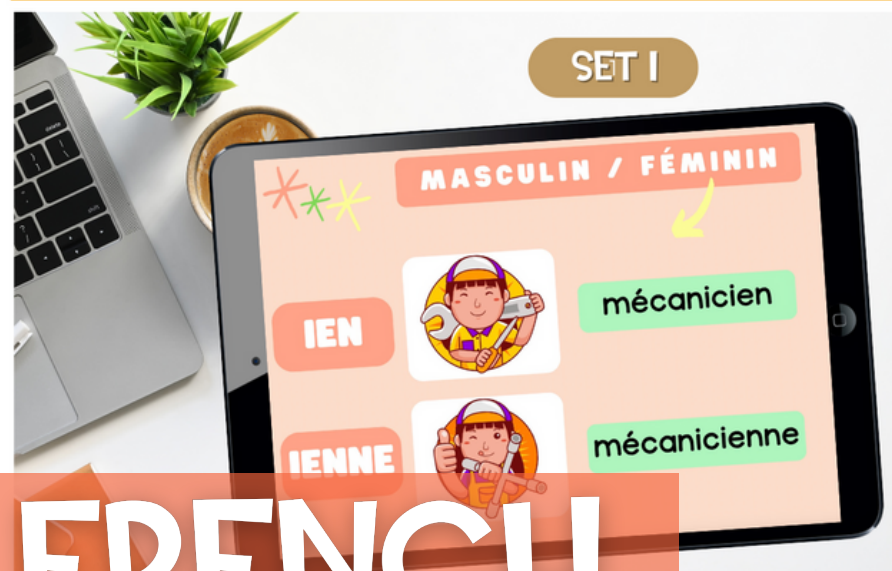 SET 1
MASCULIN / FÉMININ
IEN
mécanicien
IENNE
mécanicienne
FRENCH